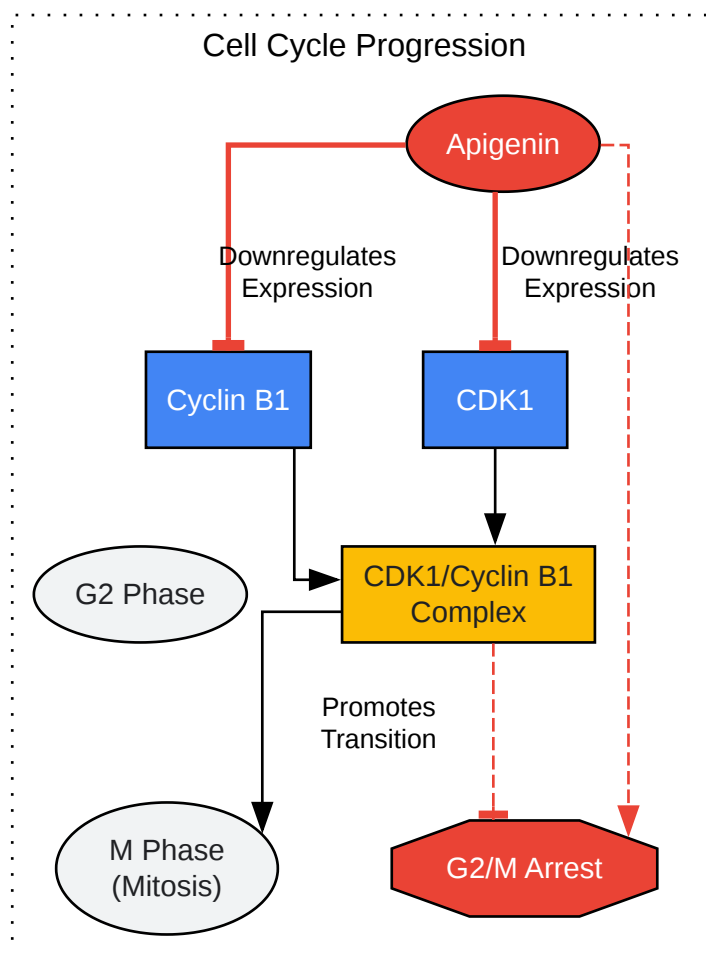 Cell Cycle Progression
Apigenin
Downregulates
Expression
Downregulates
Expression
Cyclin B1
CDK1
G2 Phase
CDK1/Cyclin B1
Complex
Promotes
Transition
M Phase
(Mitosis)
G2/M Arrest